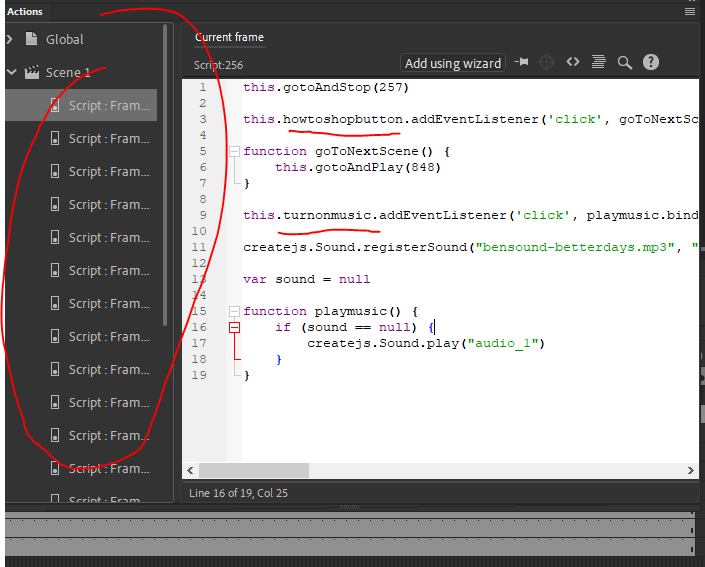 Actions
Global
Scene 1
Script : Fram...
Script : Fram...
Script : Fram...
Script : Fram...
Script : Fram...
Script : Fram...
Script : Fram...
Script : Fram...
Script : Fram...
Script : Fram...
Script : Fram...
Script : Fram...
Script : Fram...
Current frame
Script:256
Add using wizard
1 this.gotoAndStop(257)
2
3 this.howtoshopbutton.addEventListener('click', goToNextSc
4
5 function goToNextScene() {
6 this.gotoAndPlay(848)
7 }
8
9 this.turnonmusic.addEventListener('click', playmusic.bind
10
11 createjs.Sound.registerSound("bensound-betterdays.mp3", "
12
13 var sound = null
14
15 function playmusic() {
16 if (sound == null) {
17 createjs.Sound.play("audio_1")
18 }
19 }
Line 16 of 19, Col 25